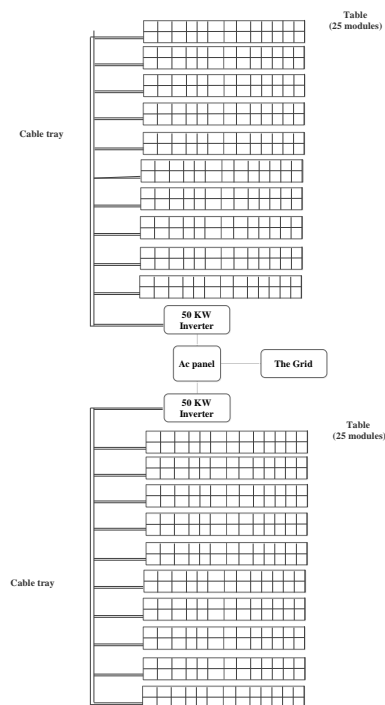 Table
(25 modules)
Cable tray
50 KW
Inverter
Ac panel
The Grid
50 KW
Inverter
Table
(25 modules)
Cable tray